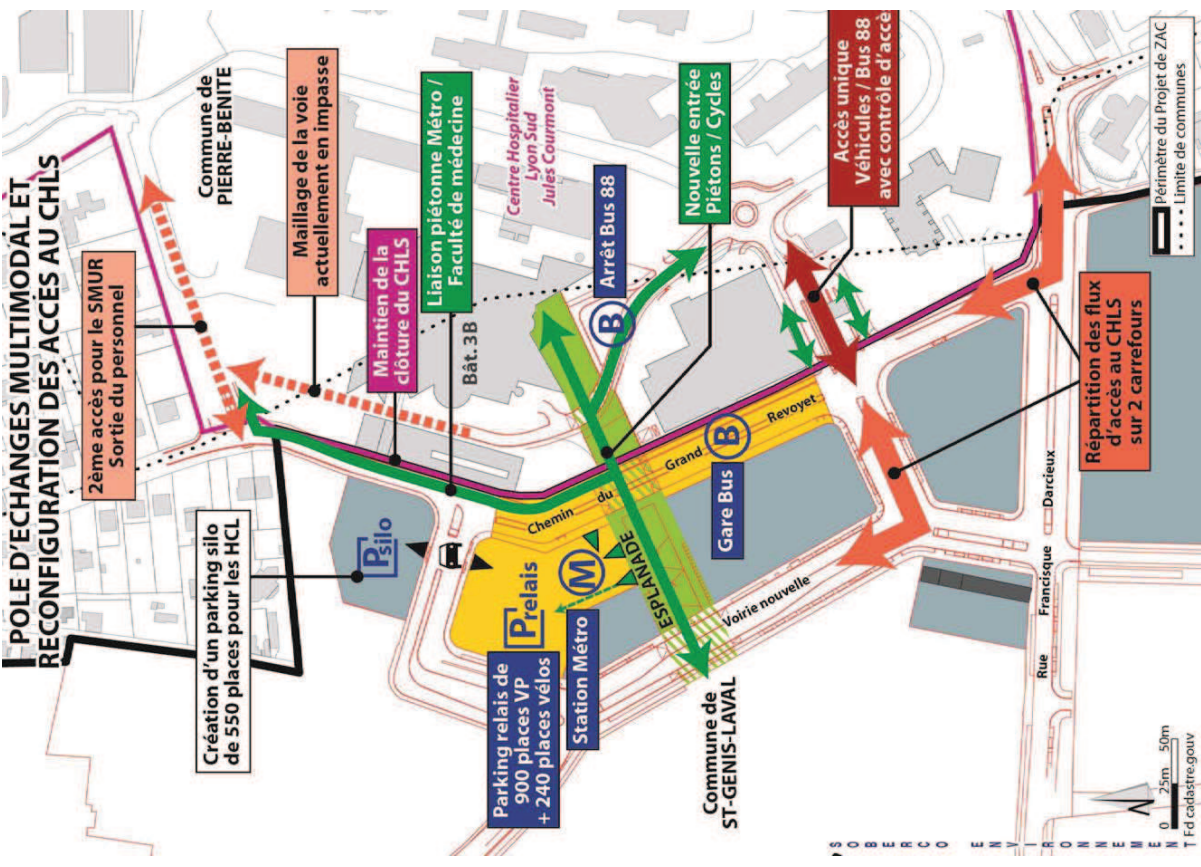 POLE D'ECHANGES MULTIMODAL ET
RECONFIGURATION DES ACCÉS AU CHLS
Création d'un parking silo
de 550 places pour les HCL
2ème accès pour le SMUR
Sortie du personnel
Commune de
PIERRE-BENITE
Maillage de la voie
actuellement en impasse
Maintien de la
clôture du CHLS
Liaison piétonne Métro /
Faculté de médecine
Bât. 3B
Centre Hospitalier
Lyon Sud
Jules Courmont
Arrêt Bus 88
B
Nouvelle entrée
Piétons / Cycles
Accès unique
Véhicules / Bus 88
avec contrôle d'accè
Psilo
Prelais
M
Parking relais de
900 places VP
+ 240 places vélos
Station Métro
Chemin du Grand Revoyet
ESPLANADE
Voirie nouvelle
B
Gare Bus
Commune de
ST-GENIS-LAVAL
Répartition des flux
d'accès au CHLS
sur 2 carrefours
Rue Francisque Darcieux
Périmètre du Projet de ZAC
Limite de communes
N
0 25m 50m
Fd cadastre.gouv
SOBERCO ENVIRONNEMENT